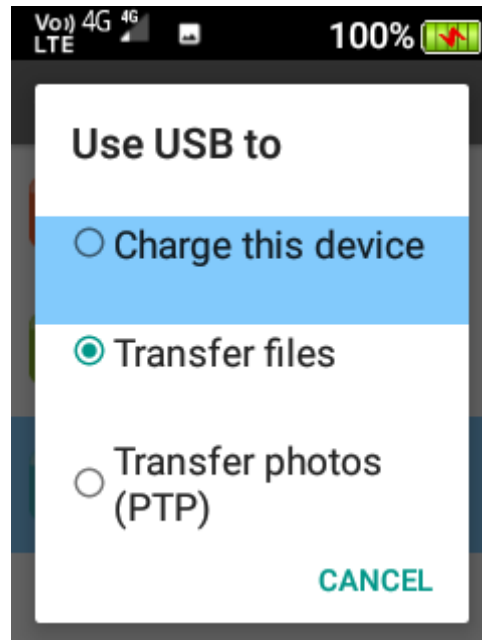 Vo)) 4G 4G
LTE
100%
Use USB to
Charge this device
Transfer files
Transfer photos
(PTP)
CANCEL